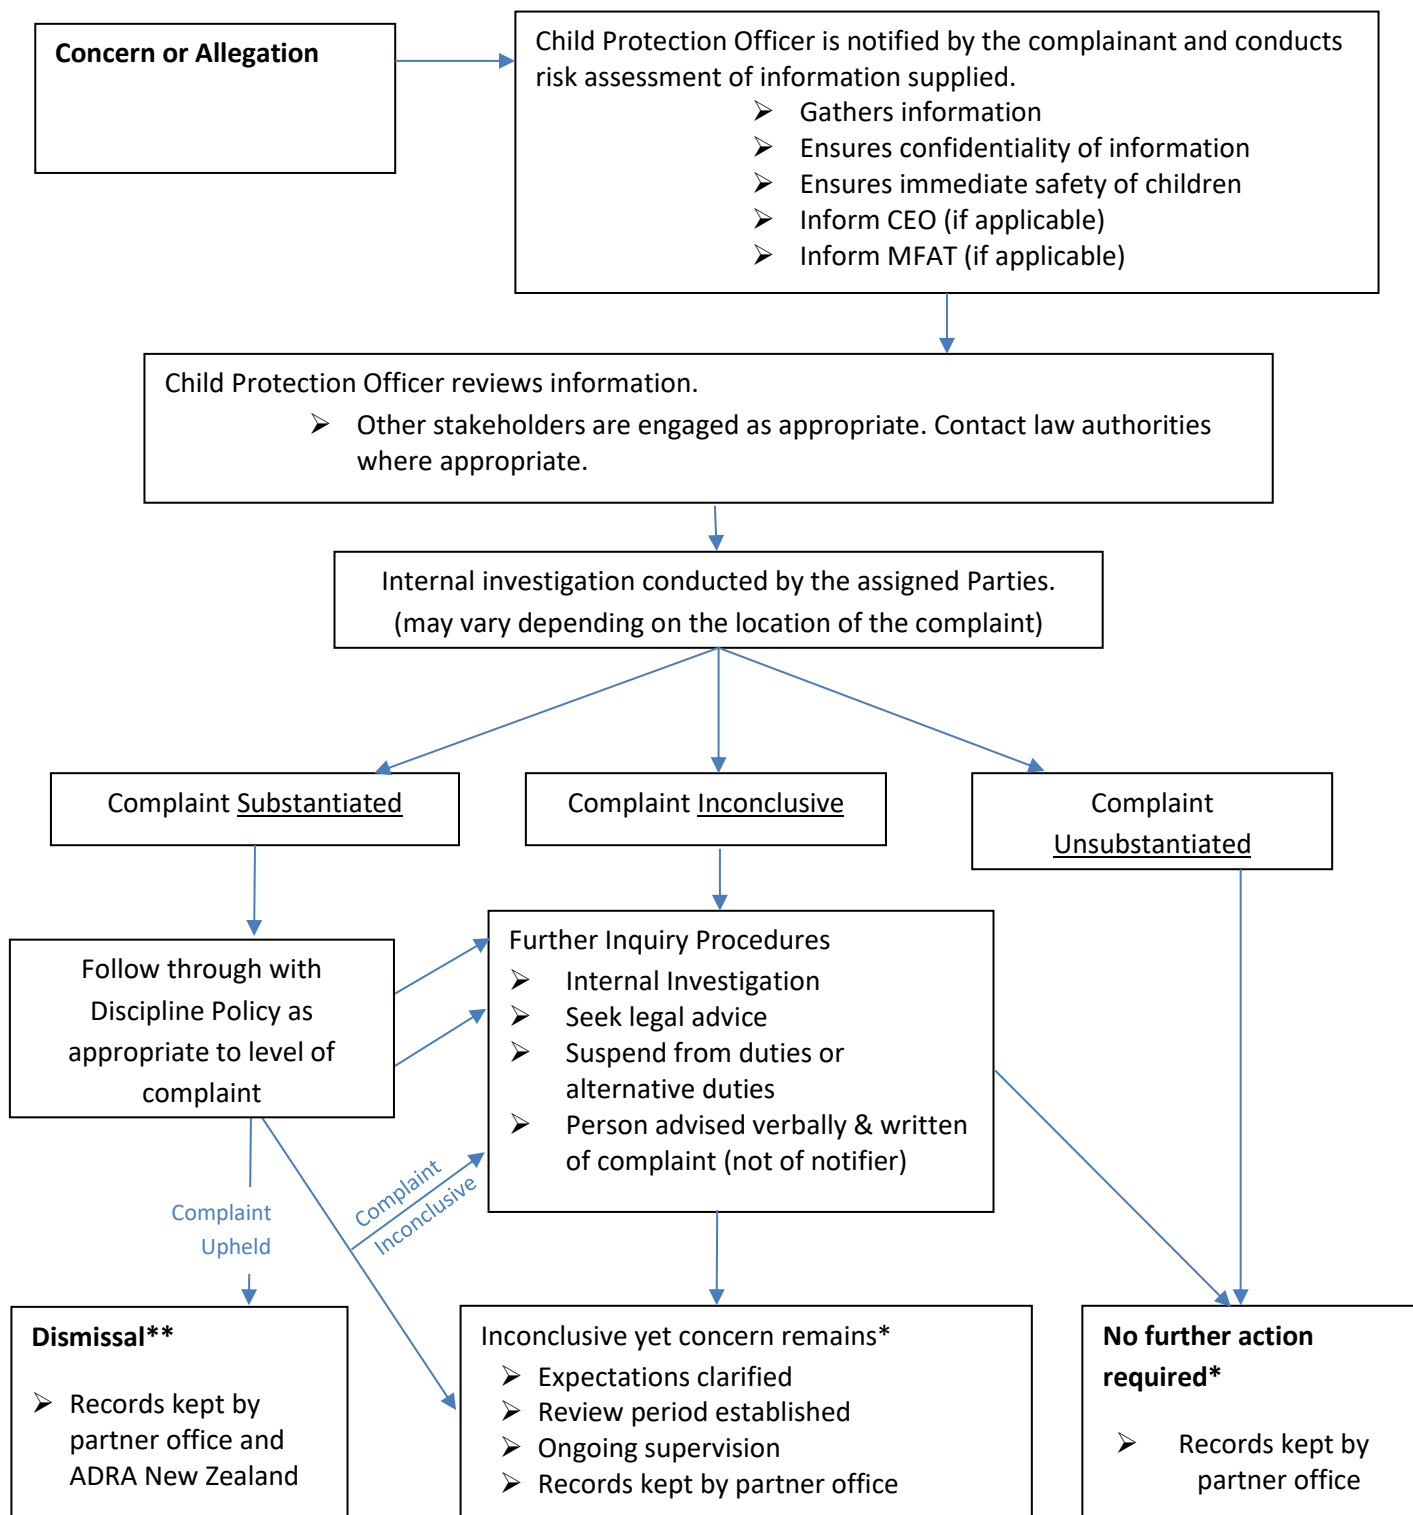 Concern or Allegation
Child Protection Officer is notified by the complainant and conducts
risk assessment of information supplied.
➢ Gathers information
➢ Ensures confidentiality of information
➢ Ensures immediate safety of children
➢ Inform CEO (if applicable)
➢ Inform MFAT (if applicable)
Child Protection Officer reviews information.
➢ Other stakeholders are engaged as appropriate. Contact law authorities
where appropriate.
Internal investigation conducted by the assigned Parties.
(may vary depending on the location of the complaint)
Complaint Substantiated
Complaint Inconclusive
Complaint
Unsubstantiated
Follow through with
Discipline Policy as
appropriate to level of
complaint
Further Inquiry Procedures
➢ Internal Investigation
➢ Seek legal advice
➢ Suspend from duties or
alternative duties
➢ Person advised verbally & written
of complaint (not of notifier)
Complaint
Upheld
Complaint
Inconclusive
Dismissal**
➢ Records kept by
partner office and
ADRA New Zealand
Inconclusive yet concern remains*
➢ Expectations clarified
➢ Review period established
➢ Ongoing supervision
➢ Records kept by partner office
No further action
required*
➢ Records kept by
partner office